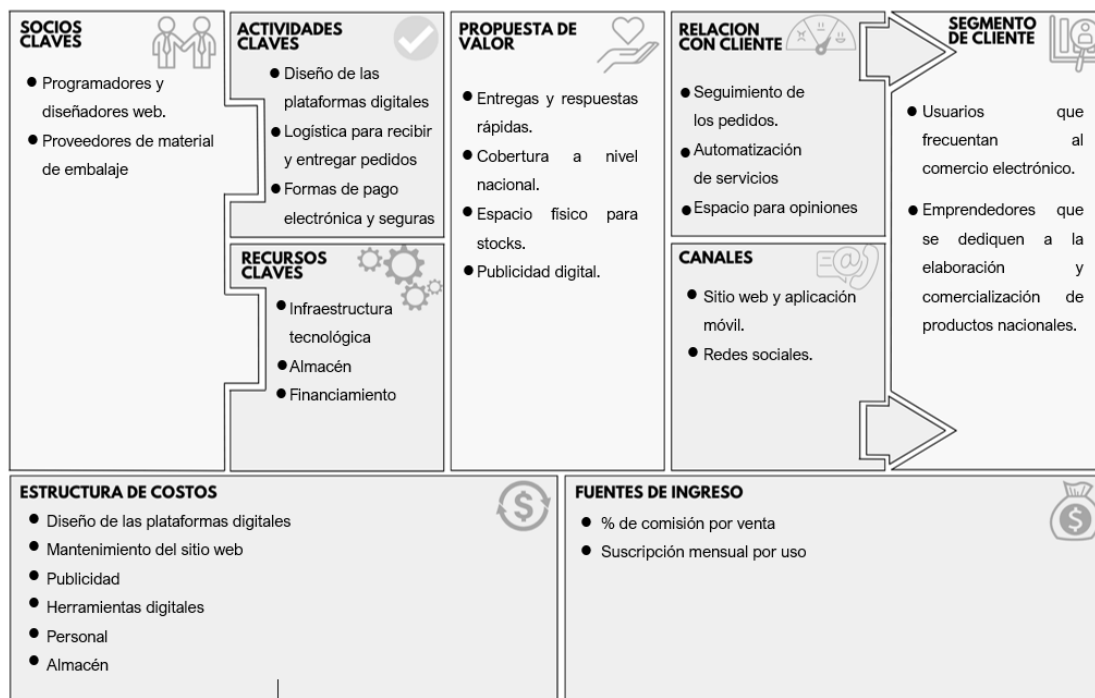 SOCIOS
CLAVES
● Programadores y
diseñadores web.
● Proveedores de material
de embalaje
ACTIVIDADES
CLAVES
● Diseño de las
plataformas digitales
● Logística para recibir
y entregar pedidos
● Formas de pago
electrónica y seguras
RECURSOS
CLAVES
● Infraestructura
tecnológica
● Almacén
● Financiamiento
PROPUESTA DE
VALOR
● Entregas y respuestas
rápidas.
● Cobertura a nivel
nacional.
● Espacio físico para
stocks.
● Publicidad digital.
RELACION
CON CLIENTE
● Seguimiento de
los pedidos.
● Automatización
de servicios
● Espacio para opiniones
CANALES
● Sitio web y aplicación
móvil.
● Redes sociales.
SEGMENTO
DE CLIENTE
● Usuarios que
frecuentan al
comercio electrónico.
● Emprendedores que
se dediquen a la
elaboración y
comercialización de
productos nacionales.
ESTRUCTURA DE COSTOS
● Diseño de las plataformas digitales
● Mantenimiento del sitio web
● Publicidad
● Herramientas digitales
● Personal
● Almacén
FUENTES DE INGRESO
● % de comisión por venta
● Suscripción mensual por uso